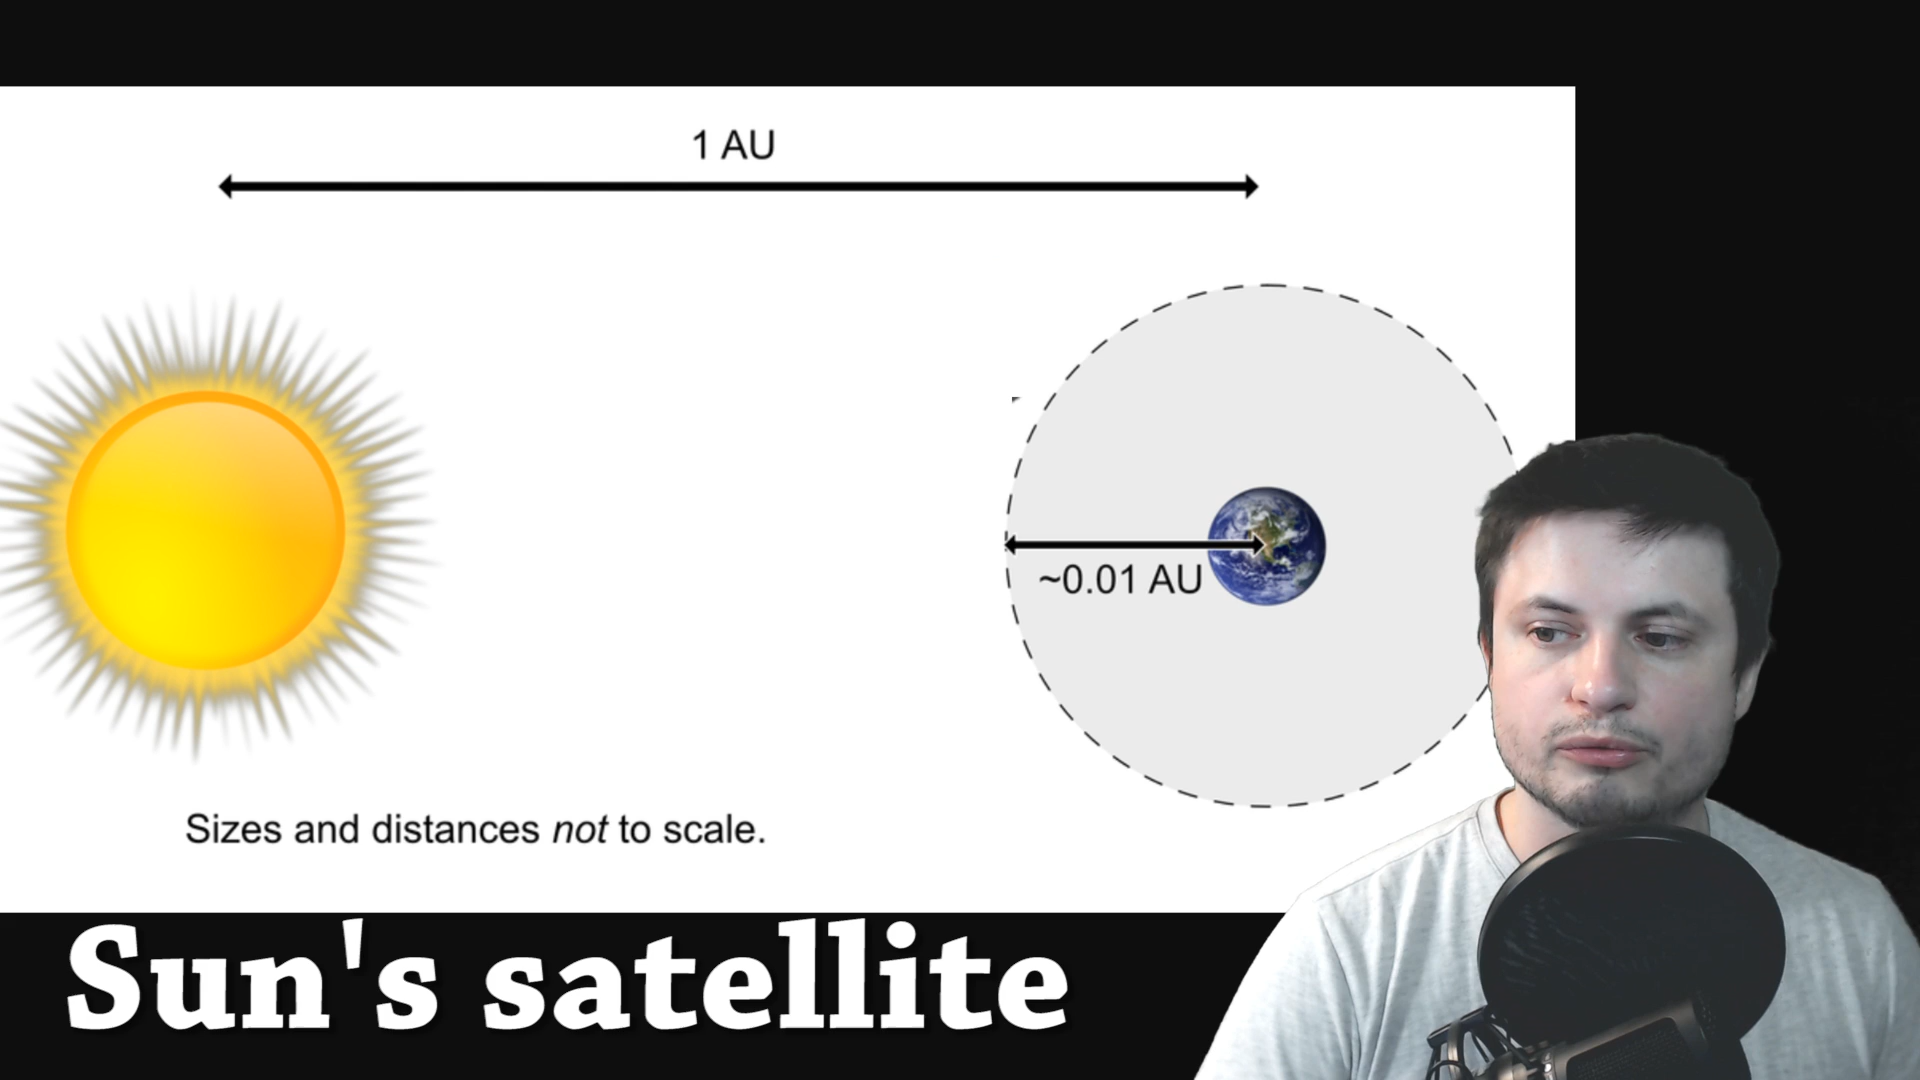 1 AU
~0.01 AU
Sizes and distances not to scale.
Sun's satellite